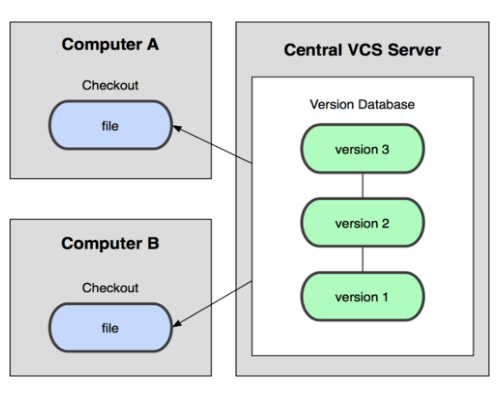 Computer A
Checkout
file
Computer B
Checkout
file
Central VCS Server
Version Database
version 3
version 2
version 1